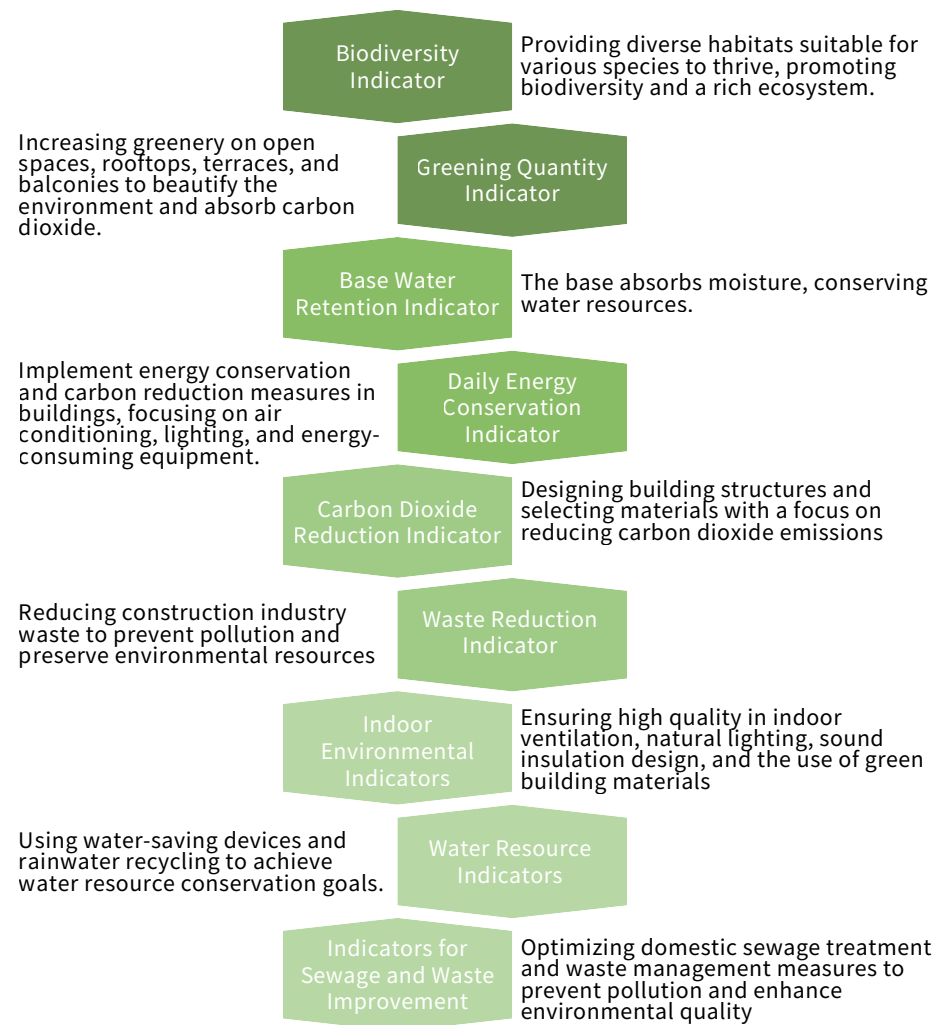 Biodiversity
Indicator
Providing diverse habitats suitable for
various species to thrive, promoting
biodiversity and a rich ecosystem.
Increasing greenery on open
spaces, rooftops, terraces, and
balconies to beautify the
environment and absorb carbon
dioxide.
Greening Quantity
Indicator
Base Water
Retention Indicator
The base absorbs moisture, conserving
water resources.
Implement energy conservation
and carbon reduction measures in
buildings, focusing on air
conditioning, lighting, and energy-
consuming equipment.
Daily Energy
Conservation
Indicator
Carbon Dioxide
Reduction Indicator
Designing building structures and
selecting materials with a focus on
reducing carbon dioxide emissions
Reducing construction industry
waste to prevent pollution and
preserve environmental resources
Waste Reduction
Indicator
Indoor
Environmental
Indicators
Ensuring high quality in indoor
ventilation, natural lighting, sound
insulation design, and the use of green
building materials
Using water-saving devices and
rainwater recycling to achieve
water resource conservation goals.
Water Resource
Indicators
Indicators for
Sewage and Waste
Improvement
Optimizing domestic sewage treatment
and waste management measures to
prevent pollution and enhance
environmental quality